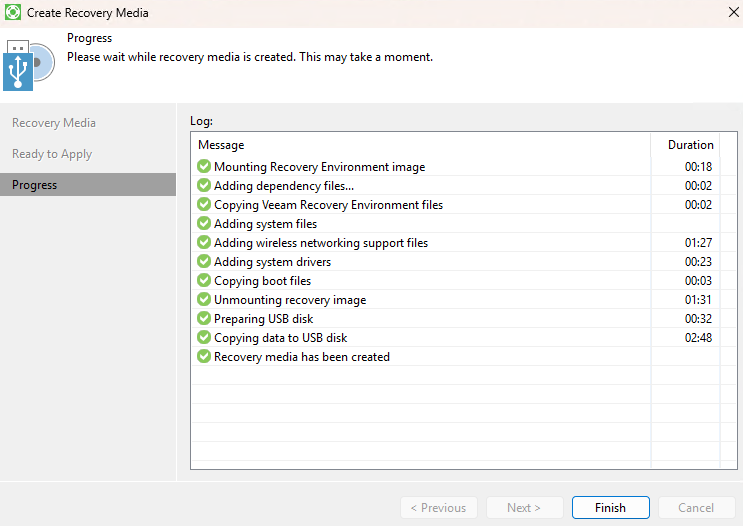 Create Recovery Media
Progress
Please wait while recovery media is created. This may take a moment.
Recovery Media
Ready to Apply
Progress
Log:
Message Duration
Mounting Recovery Environment image 00:18
Adding dependency files... 00:02
Copying Veeam Recovery Environment files 00:02
Adding system files
Adding wireless networking support files 01:27
Adding system drivers 00:23
Copying boot files 00:03
Unmounting recovery image 01:31
Preparing USB disk 00:32
Copying data to USB disk 02:48
Recovery media has been created
< Previous Next > Finish Cancel